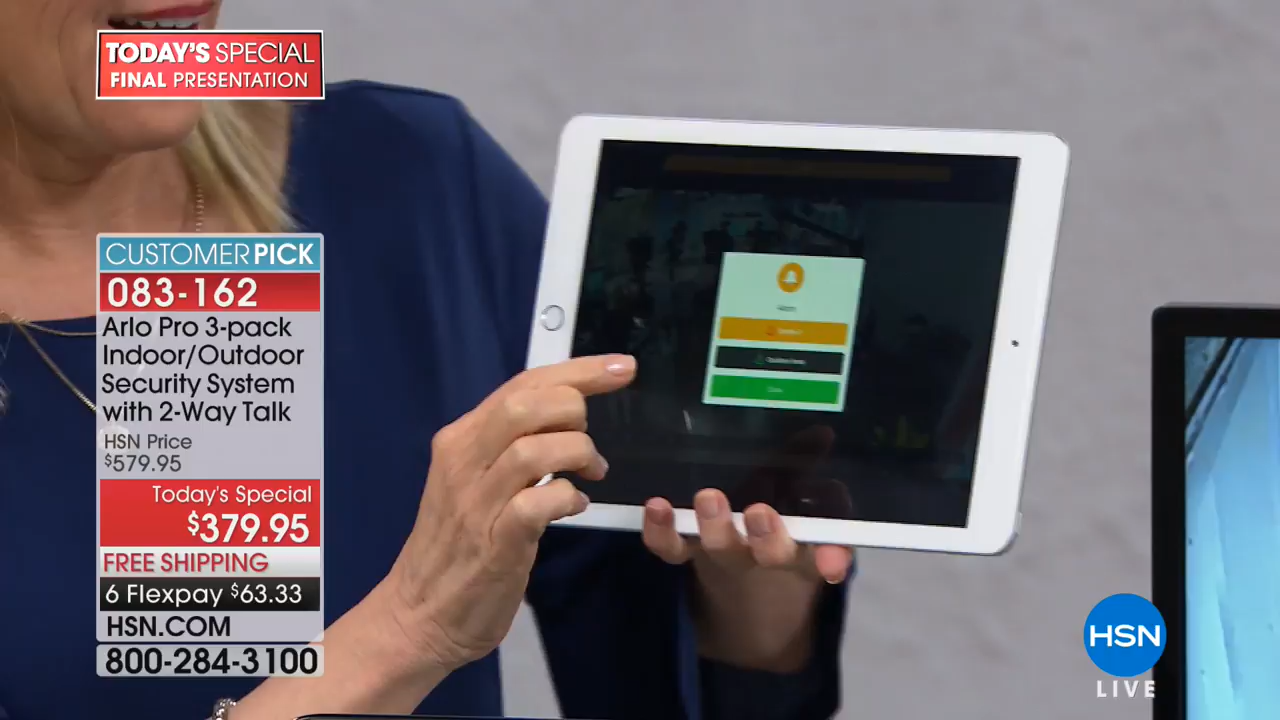 TODAY'S SPECIAL
FINAL PRESENTATION
CUSTOMER PICK
083-162
Arlo Pro 3-pack
Indoor/Outdoor
Security System
with 2-Way Talk
HSN Price
$579.95
Today's Special
$379.95
FREE SHIPPING
6 Flexpay $63.33
HSN.COM
800-284-3100
HSN
LIVE